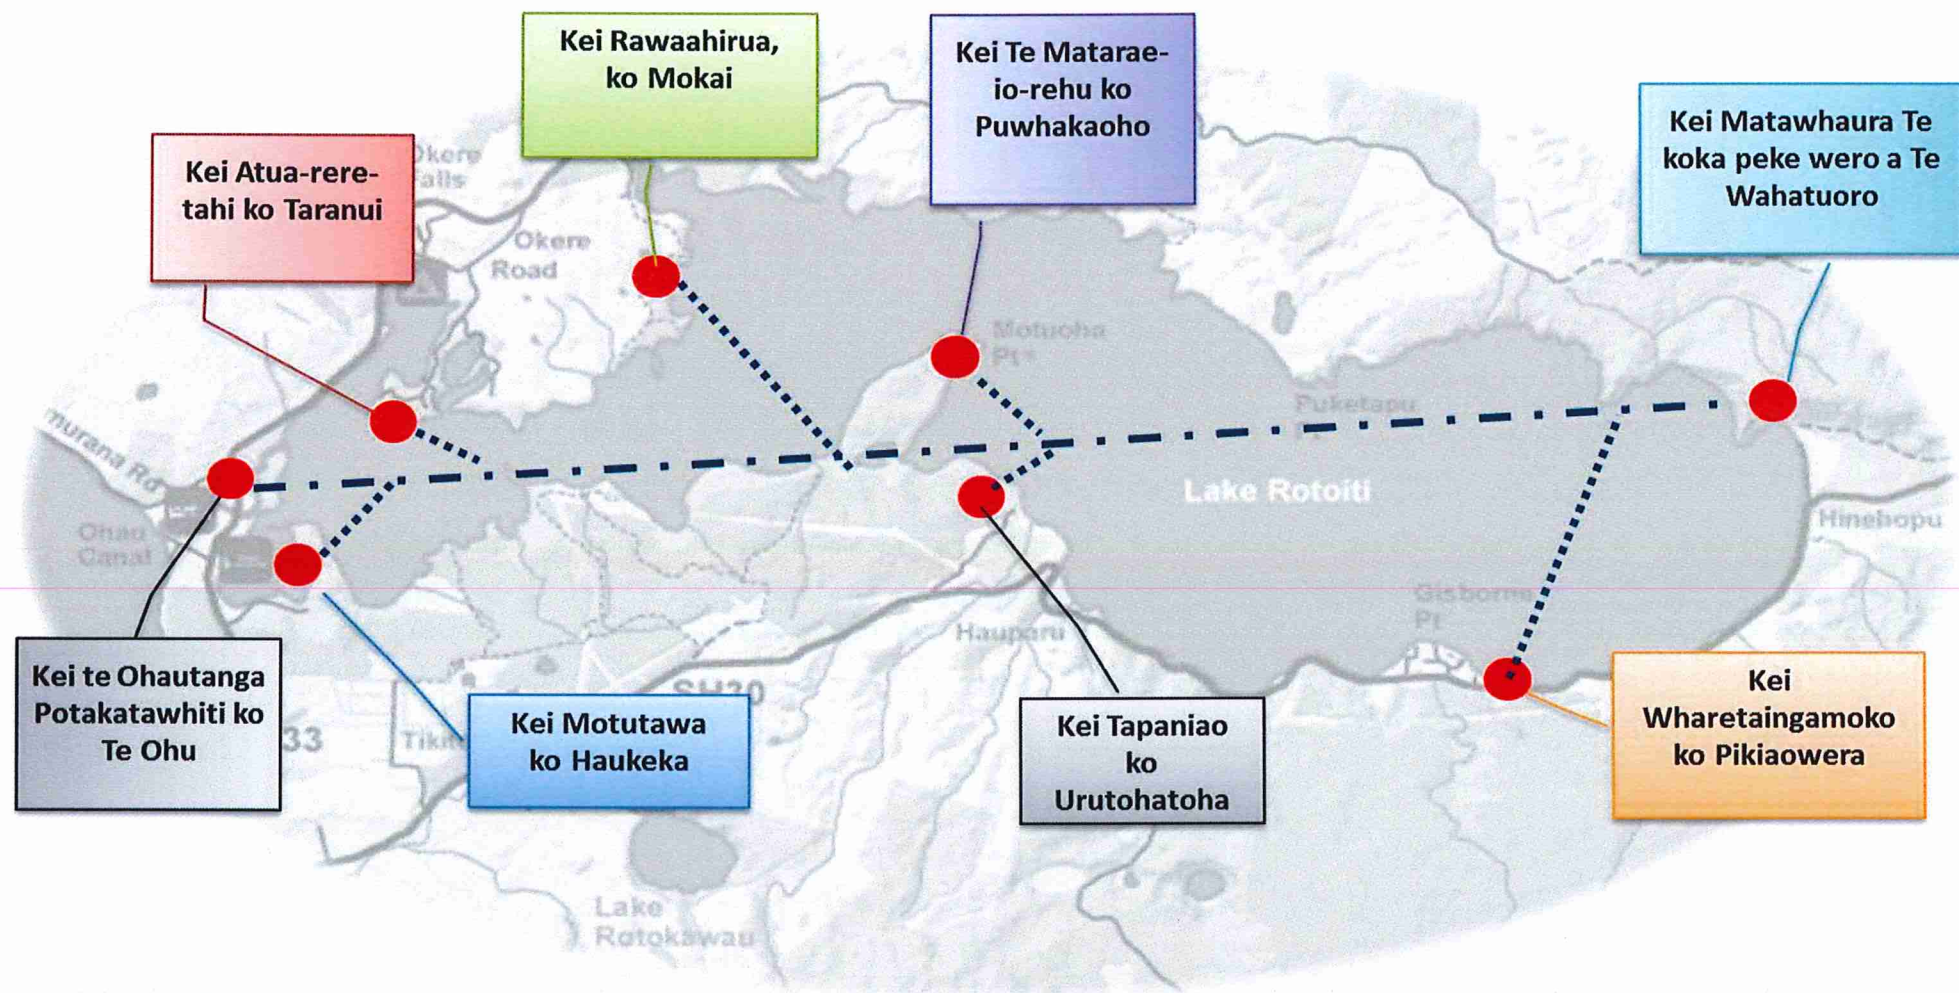 Kei Rawaahirua,
ko Mokai
Kei Te Matarae-
io-rehu ko
Puwhakaoho
Kei Matawhaura Te
koka peke wero a Te
Wahatuoro
Kei Atua-rere-
tahi ko Taranui
Okere
Falls
Okere
Road
Motuoha
Pt
Puketapu
murana Rd
Lake Rotoiti
Hinehopu
Ohau
Canal
Gisborne
Pt
Hauparu
Kei te Ohautanga
Potakatawhiti ko
Te Ohu
33
SH30
Kei Motutawa
ko Haukeka
Kei Tapaniao
ko
Urutohatoha
Kei
Wharetaingamoko
ko Pikiaowera
Lake
Rotokawau